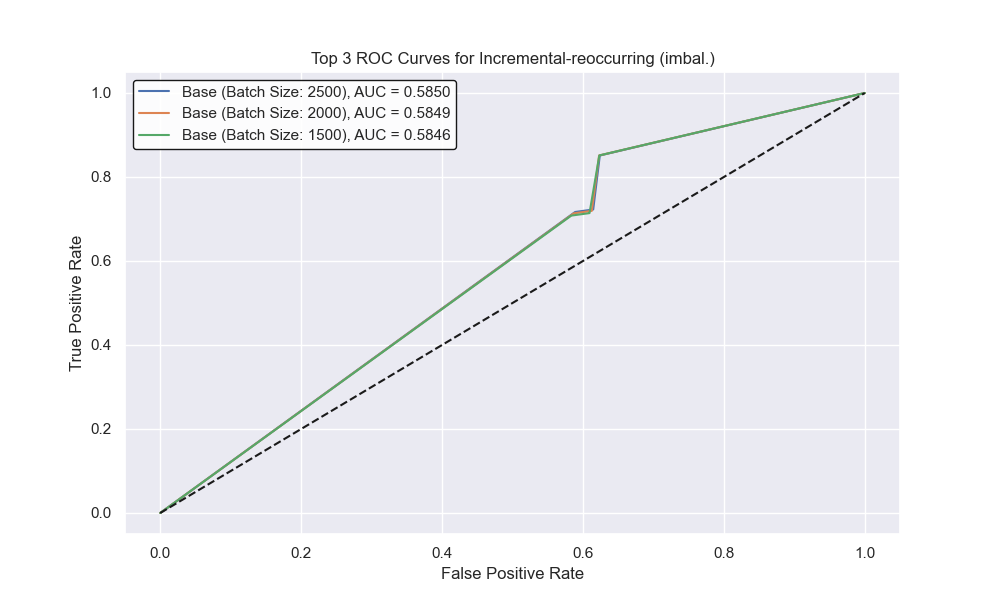 Top 3 ROC Curves for Incremental-reoccurring (imbal.)
Base (Batch Size: 2500), AUC = 0.5850
Base (Batch Size: 2000), AUC = 0.5849
Base (Batch Size: 1500), AUC = 0.5846
True Positive Rate
1.0
0.8
0.6
0.4
0.2
0.0
0.0 0.2 0.4 0.6 0.8 1.0
False Positive Rate